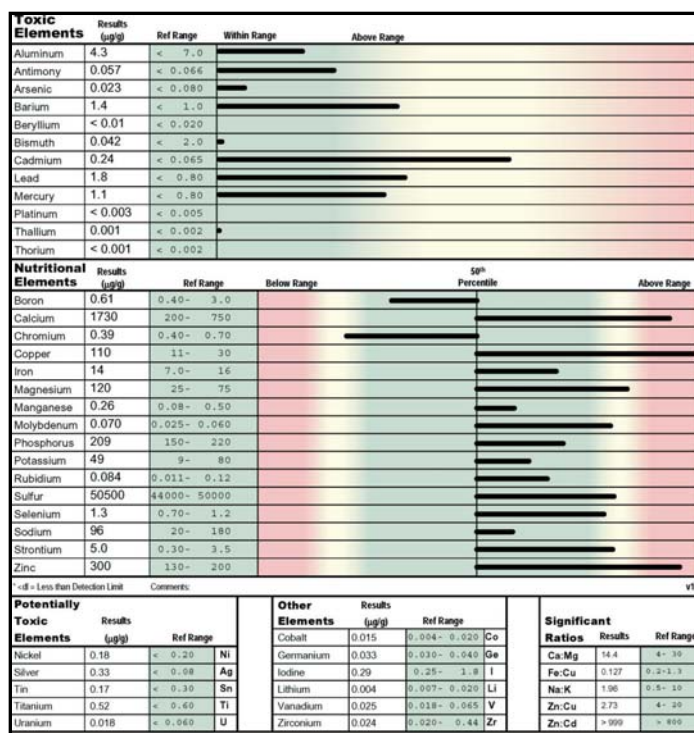 Toxic Elements Results (µg/g) Ref Range Within Range Above Range
Aluminum 4.3 < 7.0
Antimony 0.057 < 0.066
Arsenic 0.023 < 0.080
Barium 1.4 < 1.0
Beryllium < 0.01 < 0.020
Bismuth 0.042 < 2.0
Cadmium 0.24 < 0.065
Lead 1.8 < 0.80
Mercury 1.1 < 0.80
Platinum < 0.003 < 0.005
Thallium 0.001 < 0.002
Thorium < 0.001 < 0.002
Nutritional Elements Results (µg/g) Ref Range Below Range 50th Percentile Above Range
Boron 0.61 0.40- 3.0
Calcium 1730 200- 750
Chromium 0.39 0.40- 0.70
Copper 110 11- 30
Iron 14 7.0- 16
Magnesium 120 25- 75
Manganese 0.26 0.08- 0.50
Molybdenum 0.070 0.025- 0.060
Phosphorus 209 150- 220
Potassium 49 9- 80
Rubidium 0.084 0.011- 0.12
Sulfur 50500 44000- 50000
Selenium 1.3 0.70- 1.2
Sodium 96 20- 180
Strontium 5.0 0.30- 3.5
Zinc 300 130- 200
* <dl = Less than Detection Limit Comments: v1
Potentially Toxic Elements Results (µg/g) Ref Range
Nickel 0.18 < 0.20 Ni
Silver 0.33 < 0.08 Ag
Tin 0.17 < 0.30 Sn
Titanium 0.52 < 0.60 Ti
Uranium 0.018 < 0.060 U
Other Elements Results (µg/g) Ref Range
Cobalt 0.015 0.004- 0.020 Co
Germanium 0.033 0.030- 0.040 Ge
Iodine 0.29 0.25- 1.8 I
Lithium 0.004 0.007- 0.020 Li
Vanadium 0.025 0.018- 0.065 V
Zirconium 0.024 0.020- 0.44 Zr
Significant Ratios Results Ref Range
Ca:Mg 14.4 4- 30
Fe:Cu 0.127 0.2-1.3
Na:K 1.96 0.5- 10
Zn:Cu 2.73 4- 20
Zn:Cd > 999 > 800